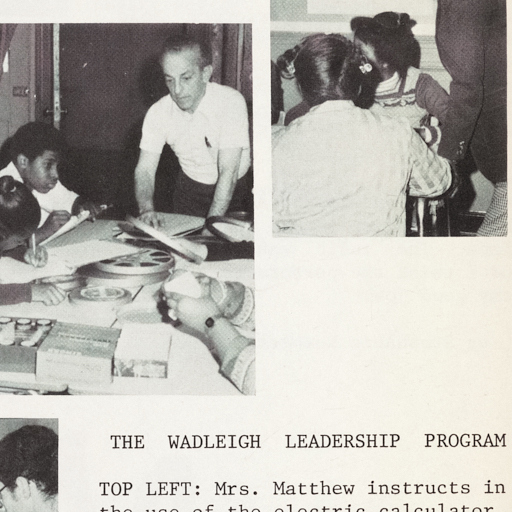 THE WADLEIGH LEADERSHIP PROGRAM
TOP LEFT: Mrs. Matthew instructs in
the use of the electric calculator